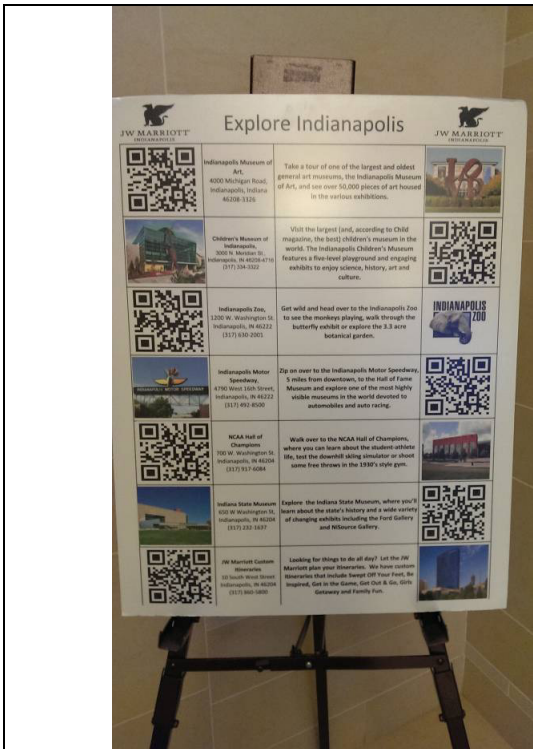 JW MARRIOTT
INDIANAPOLIS
Explore Indianapolis
JW MARRIOTT
INDIANAPOLIS
Indianapolis Museum of
Art,
4000 Michigan Road,
Indianapolis, Indiana
46208-3326
Take a tour of one of the largest and oldest
general art museums, the Indianapolis Museum
of Art, and see over 50,000 pieces of art housed
in the various exhibitions.
Children's Museum of
Indianapolis,
3000 N. Meridian St.,
Indianapolis, IN 46208-4716
(317) 334-3322
Visit the largest (and, according to Child
magazine, the best) children's museum in the
world. The Indianapolis Children's Museum
features a five-level playground and engaging
exhibits to enjoy science, history, art and
culture.
Indianapolis Zoo,
1200 W. Washington St.
Indianapolis, IN 46222
(317) 630-2001
Get wild and head over to the Indianapolis Zoo
to see the monkeys playing, walk through the
butterfly exhibit or explore the 3.3 acre
botanical garden.
INDIANAPOLIS
ZOO
INDIANAPOLIS MOTOR SPEEDWAY
Indianapolis Motor
Speedway,
4790 West 16th Street,
Indianapolis, IN 46222
(317) 492-8500
Zip on over to the Indianapolis Motor Speedway,
5 miles from downtown, to the Hall of Fame
Museum and explore one of the most highly
visible museums in the world devoted to
automobiles and auto racing.
NCAA Hall of
Champions
700 W. Washington St.
Indianapolis, IN 46204
(317) 917-6084
Walk over to the NCAA Hall of Champions,
where you can learn about the student-athlete
life, test the downhill skiing simulator or shoot
some free throws in the 1930's style gym.
Indiana State Museum
650 W Washington St,
Indianapolis, IN 46204
(317) 232-1637
Explore the Indiana State Museum, where you'll
learn about the state's history and a wide variety
of changing exhibits including the Ford Gallery
and NiSource Gallery.
JW Marriott Custom
Itineraries
10 South West Street
Indianapolis, IN 46204
(317) 860-5800
Looking for things to do all day? Let the JW
Marriott plan your itineraries. We have custom
itineraries that include Swept Off Your Feet, Be
Inspired, Get in the Game, Get Out & Go, Girls
Getaway and Family Fun.